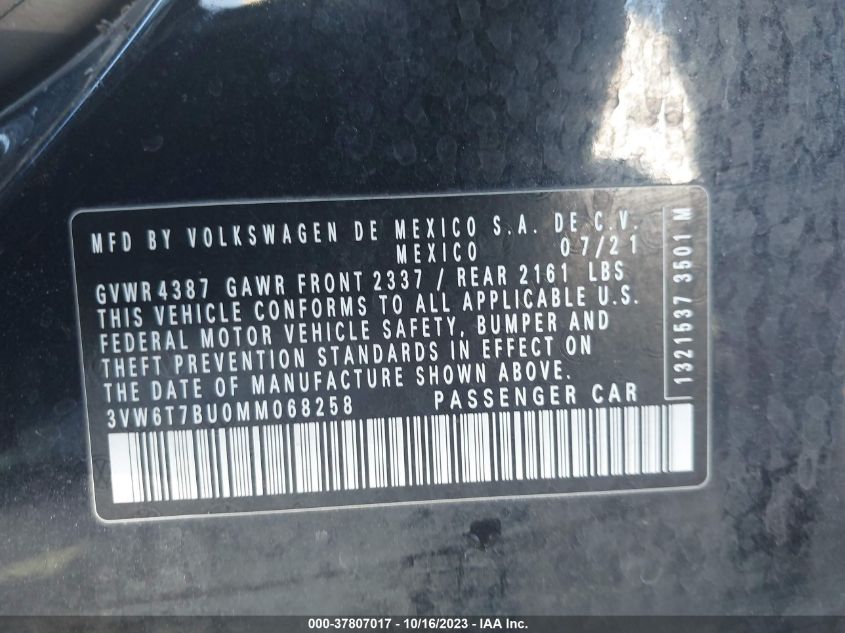 MFD BY VOLKSWAGEN DE MEXICO S.A. DE C.V.
MEXICO 07/21
GVWR 4387 GAWR FRONT 2337 / REAR 2161 LBS
THIS VEHICLE CONFORMS TO ALL APPLICABLE U.S.
FEDERAL MOTOR VEHICLE SAFETY, BUMPER AND
THEFT PREVENTION STANDARDS IN EFFECT ON
THE DATE OF MANUFACTURE SHOWN ABOVE.
3VW6T7BU0MM068258 PASSENGER CAR
1321537 3501 M
000-37807017 - 10/16/2023 - IAA Inc.